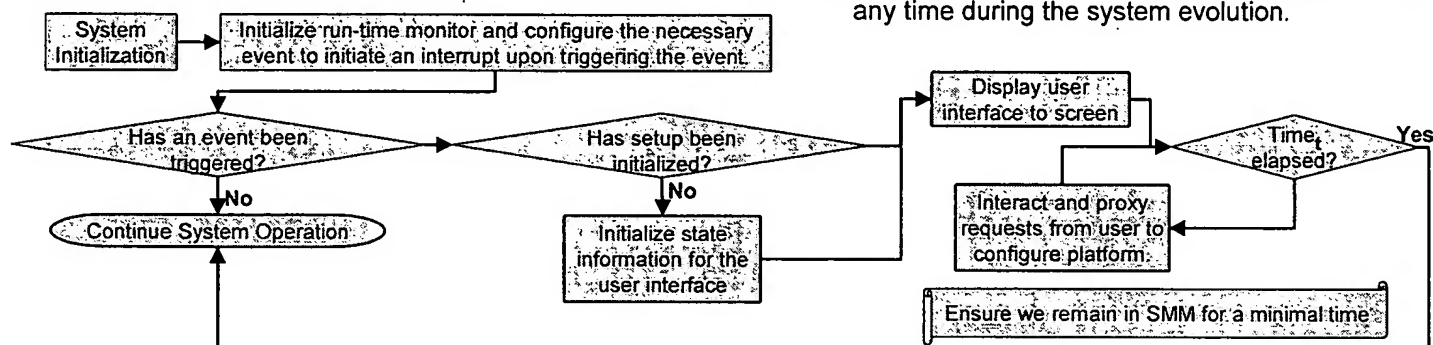 any time during the system evolution.
System
Initialization
Initialize run-time monitor and configure the necessary
event to initiate an interrupt upon triggering the event.
Has an event been
triggered?
No
Continue System Operation
Has setup been
initialized?
No
Initialize state
information for the
user interface
Display user
interface to screen
Time t
elapsed?
Yes
Interact and proxy
requests from user to
configure platform.
Ensure we remain in SMM for a minimal time